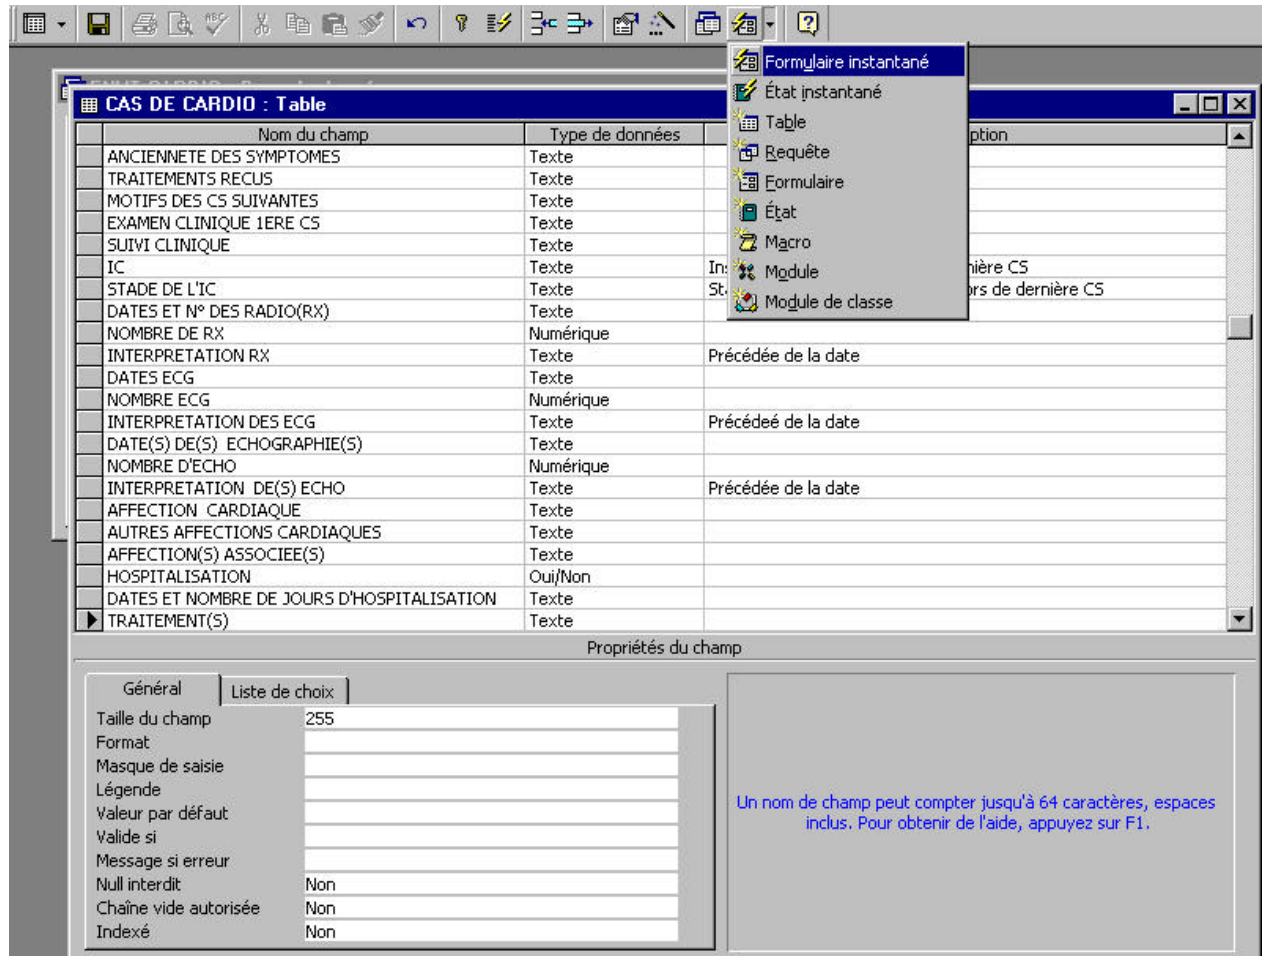 Formulaire instantané
État instantané
Table
Requête
Formulaire
État
Macro
Module
Module de classe
CAS DE CARDIO : Table
Nom du champ Type de données
ANCIENNETE DES SYMPTOMES Texte
TRAITEMENTS RECUS Texte
MOTIFS DES CS SUIVANTES Texte
EXAMEN CLINIQUE 1ERE CS Texte
SUIVI CLINIQUE Texte
IC Texte CS
STADE DE L'IC Texte de dernière CS
DATES ET Nº DES RADIO(RX) Texte
NOMBRE DE RX Numérique
INTERPRETATION RX Texte Précédée de la date
DATES ECG Texte
NOMBRE ECG Numérique
INTERPRETATION DES ECG Texte Précédeé de la date
DATE(S) DE(S) ECHOGRAPHIE(S) Texte
NOMBRE D'ECHO Numérique
INTERPRETATION DE(S) ECHO Texte Précédée de la date
AFFECTION CARDIAQUE Texte
AUTRES AFFECTIONS CARDIAQUES Texte
AFFECTION(S) ASSOCIEE(S) Texte
HOSPITALISATION Oui/Non
DATES ET NOMBRE DE JOURS D'HOSPITALISATION Texte
TRAITEMENT(S) Texte
Propriétés du champ
Général Liste de choix
Taille du champ 255
Format
Masque de saisie
Légende
Valeur par défaut
Valide si
Message si erreur
Null interdit Non
Chaîne vide autorisée Non
Indexé Non
Un nom de champ peut compter jusqu'à 64 caractères, espaces
inclus. Pour obtenir de l'aide, appuyez sur F1.